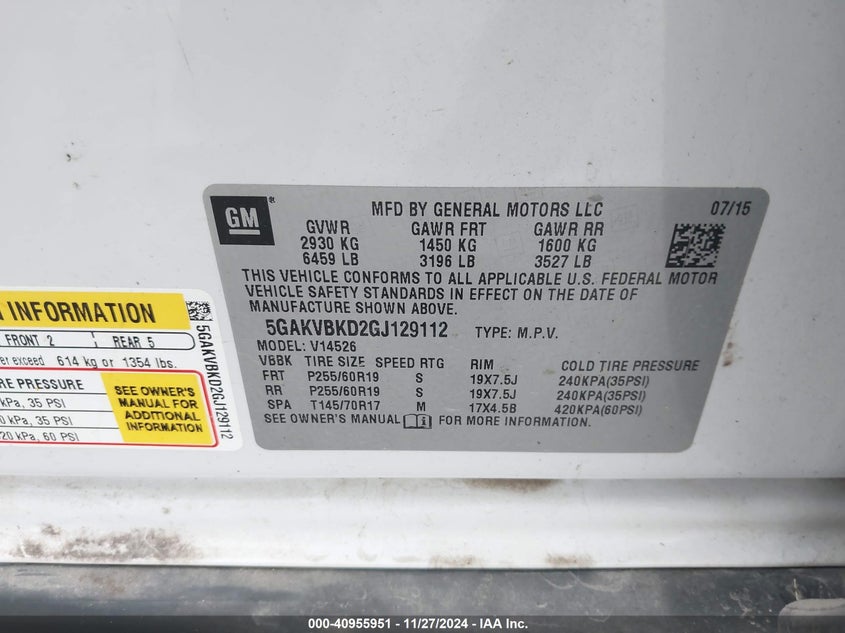 GM
MFD BY GENERAL MOTORS LLC 07/15
GVWR GAWR FRT GAWR RR
2930 KG 1450 KG 1600 KG
6459 LB 3196 LB 3527 LB
THIS VEHICLE CONFORMS TO ALL APPLICABLE U.S. FEDERAL MOTOR
VEHICLE SAFETY STANDARDS IN EFFECT ON THE DATE OF
MANUFACTURE SHOWN ABOVE.
5GAKVBKD2GJ129112 TYPE: M.P.V.
MODEL: V14526
VBBK TIRE SIZE SPEED RTG RIM COLD TIRE PRESSURE
FRT P255/60R19 S 19X7.5J 240KPA(35PSI)
RR P255/60R19 S 19X7.5J 240KPA(35PSI)
SPA T145/70R17 M 17X4.5B 420KPA(60PSI)
SEE OWNER'S MANUAL FOR MORE INFORMATION.
INFORMATION
FRONT 2 REAR 5
exceed 614 kg or 1354 lbs.
PRESSURE
kPa, 35 PSI
kPa, 35 PSI
kPa, 60 PSI
SEE OWNER'S
MANUAL FOR
ADDITIONAL
INFORMATION
5GAKVBKD2GJ129112
000-40955951 | 11/27/2024 - IAA Inc.